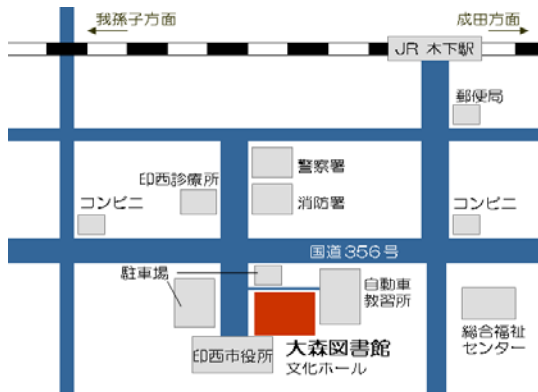 我孫子方面
成田方面
JR 木下駅
郵便局
警察署
印西診療所
消防署
コンビニ
コンビニ
国道356号
駐車場
自動車
教習所
総合福祉
センター
印西市役所
大森図書館
文化ホール